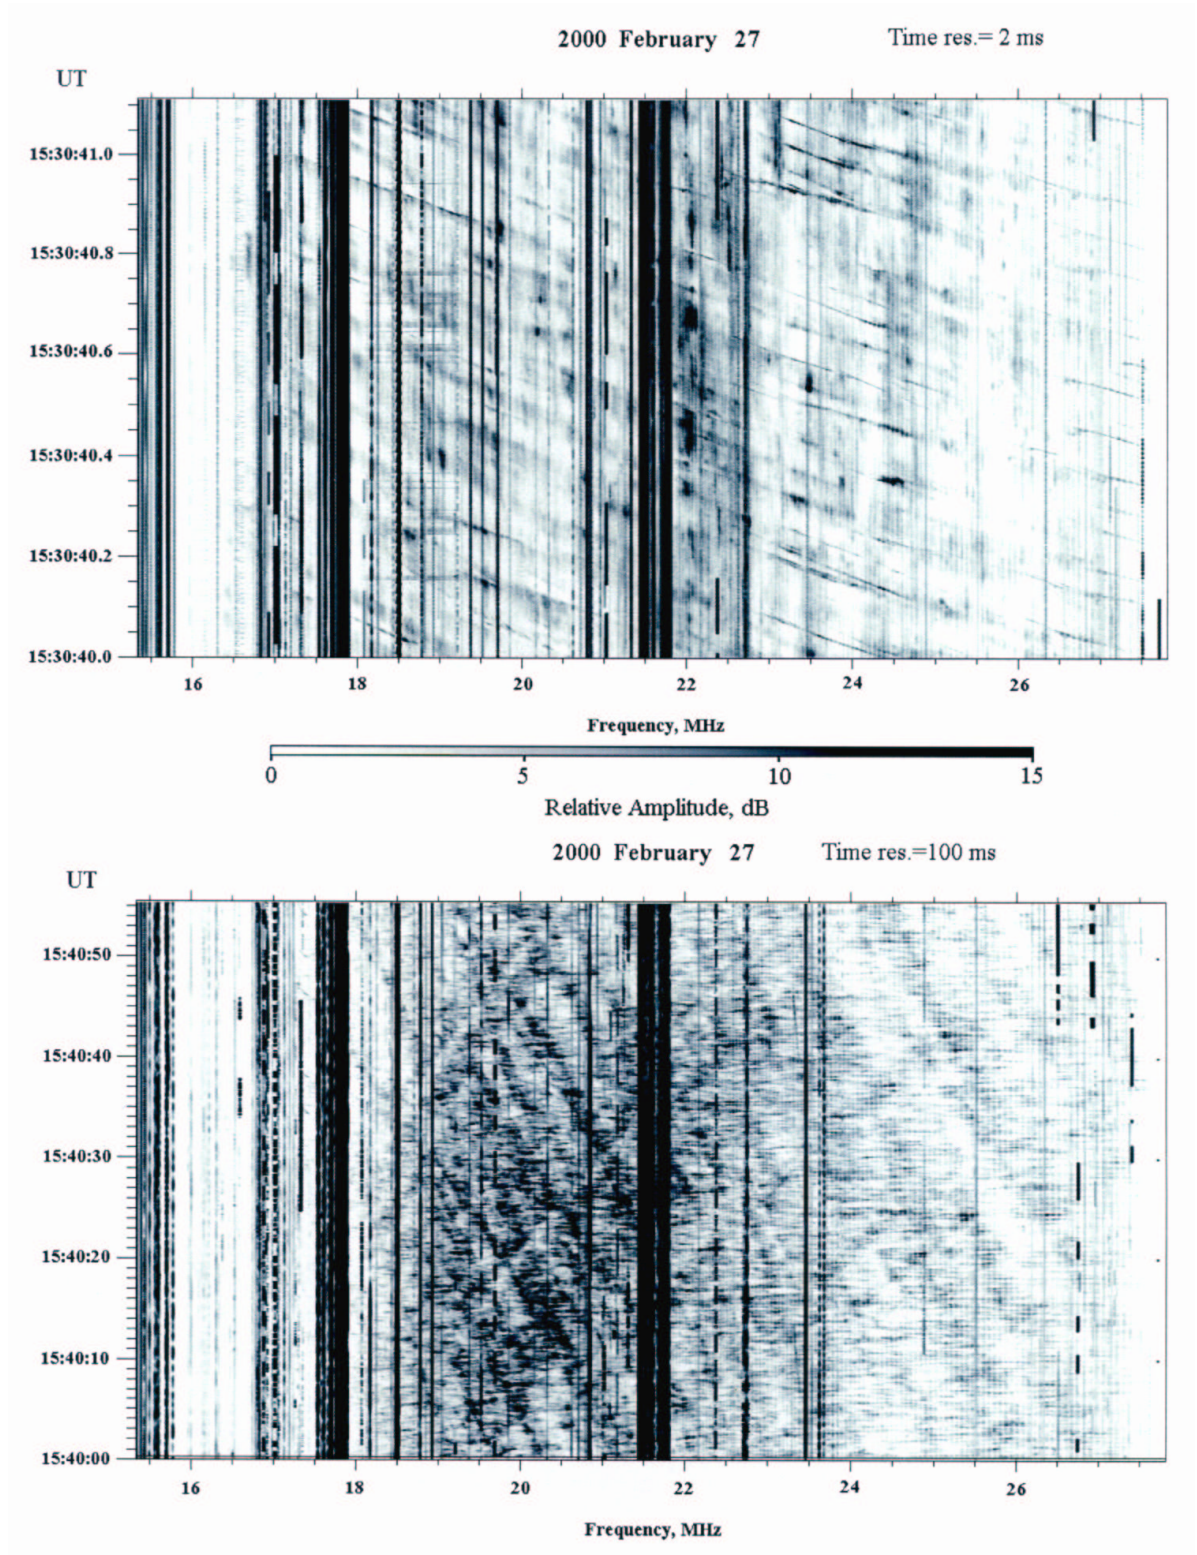 2000 February 27 Time res.= 2 ms
UT
15:30:41.0
15:30:40.8
15:30:40.6
15:30:40.4
15:30:40.2
15:30:40.0
16 18 20 22 24 26
Frequency, MHz
0 5 10 15
Relative Amplitude, dB
2000 February 27 Time res.=100 ms
UT
15:40:50
15:40:40
15:40:30
15:40:20
15:40:10
15:40:00
16 18 20 22 24 26
Frequency, MHz